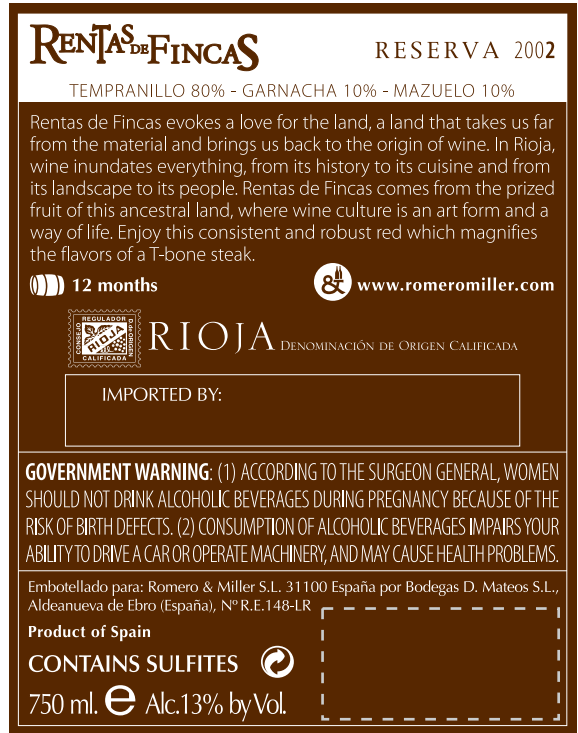 RENTAS DE FINCAS
RESERVA 2002
TEMPRANILLO 80% - GARNACHA 10% - MAZUELO 10%
Rentas de Fincas evokes a love for the land, a land that takes us far
from the material and brings us back to the origin of wine. In Rioja,
wine inundates everything, from its history to its cuisine and from
its landscape to its people. Rentas de Fincas comes from the prized
fruit of this ancestral land, where wine culture is an art form and a
way of life. Enjoy this consistent and robust red which magnifies
the flavors of a T-bone steak.
12 months
&
www.romeromiller.com
CONSEJO
REGULADOR
D. de ORIGEN
CALIFICADA
RIOJA
RIOJA DENOMINACIÓN DE ORIGEN CALIFICADA
IMPORTED BY:
GOVERNMENT WARNING: (1) ACCORDING TO THE SURGEON GENERAL, WOMEN
SHOULD NOT DRINK ALCOHOLIC BEVERAGES DURING PREGNANCY BECAUSE OF THE
RISK OF BIRTH DEFECTS. (2) CONSUMPTION OF ALCOHOLIC BEVERAGES IMPAIRS YOUR
ABILITY TO DRIVE A CAR OR OPERATE MACHINERY, AND MAY CAUSE HEALTH PROBLEMS.
Embotellado para: Romero & Miller S.L. 31100 España por Bodegas D. Mateos S.L.,
Aldeanueva de Ebro (España), Nº R.E.148-LR
Product of Spain
CONTAINS SULFITES
750 ml. e Alc.13% by Vol.